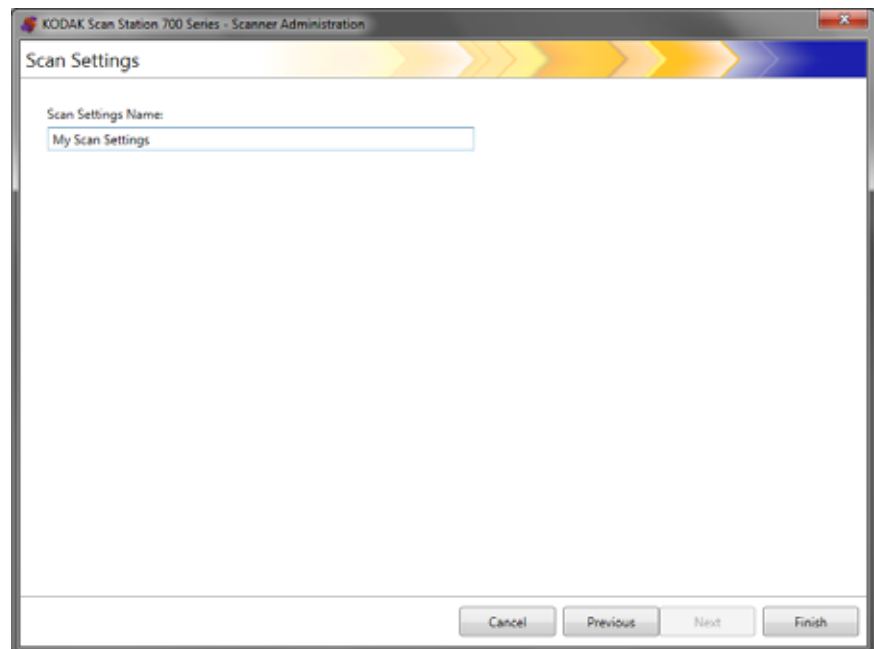 KODAK Scan Station 700 Series - Scanner Administration
Scan Settings
Scan Settings Name:
My Scan Settings
Cancel Previous Next Finish